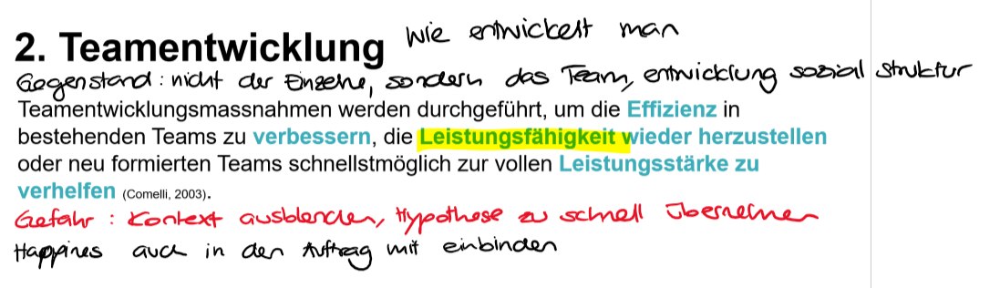 2. Teamentwicklung wie entwickelt man
Gegenstand: nicht der Einzelne, sondern das Team, entwicklung sozial struktur
Teamentwicklungsmassnahmen werden durchgeführt, um die Effizienz in
bestehenden Teams zu verbessern, die Leistungsfähigkeit wieder herzustellen
oder neu formierten Teams schnellstmöglich zur vollen Leistungsstärke zu
verhelfen (Comelli, 2003).
Gefahr : Kontext ausblenden, Hypothese zu schnell übernehmen
Happines auch in den Auftrag mit einbinden